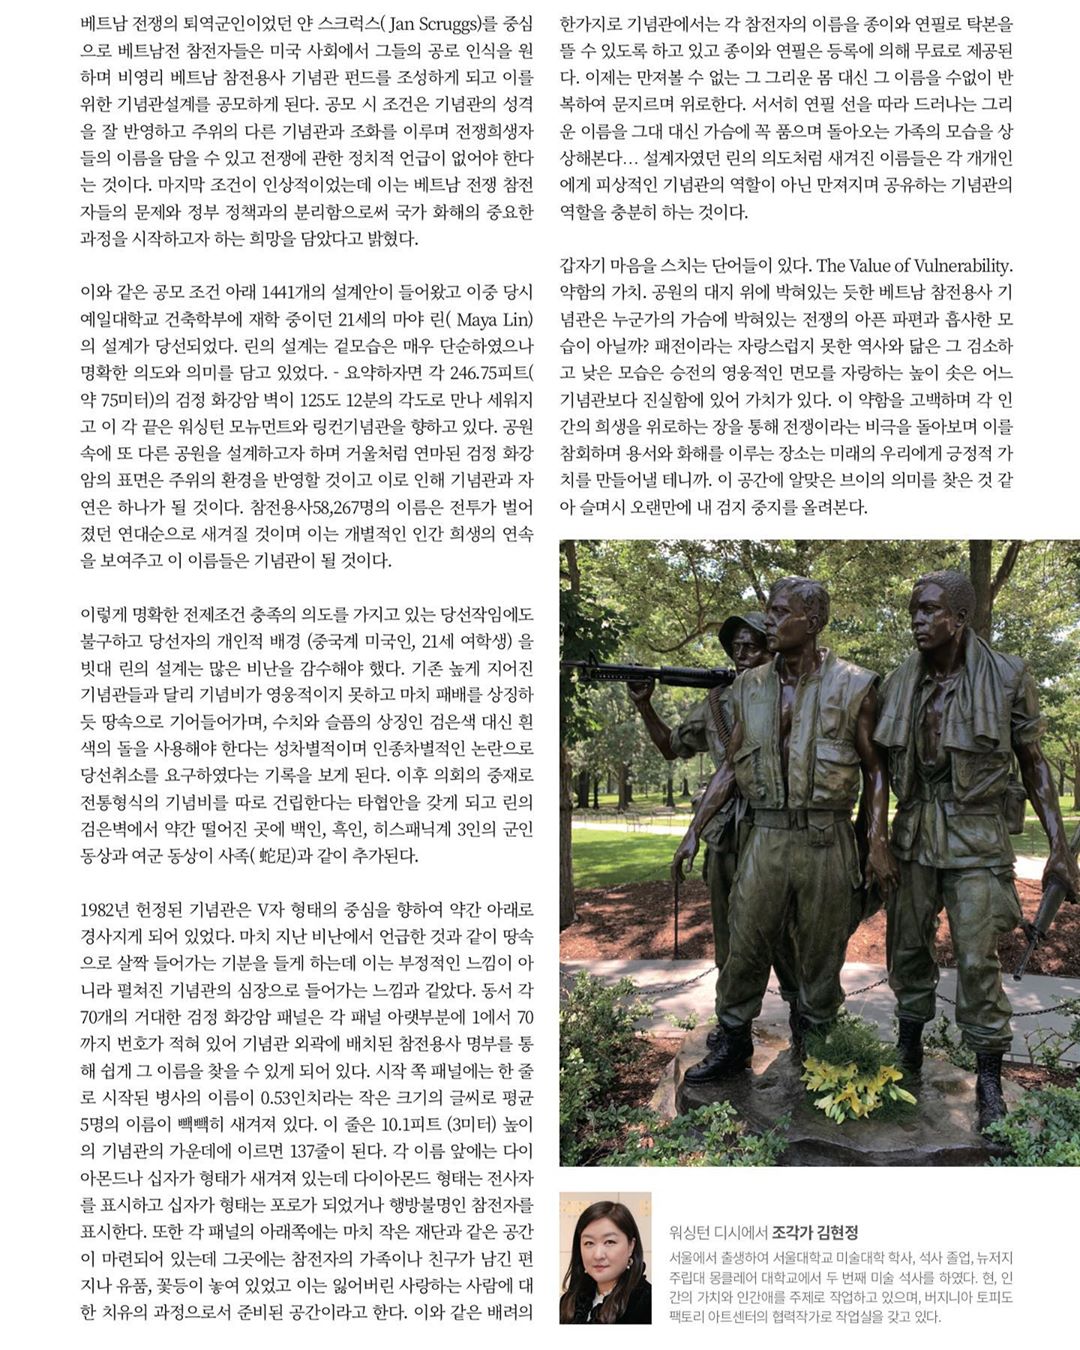 베트남 전쟁의 퇴역군인이었던 얀 스크럭스( Jan Scruggs)를 중심
으로 베트남전 참전자들은 미국 사회에서 그들의 공로 인식을 원
하며 비영리 베트남 참전용사 기념관 펀드를 조성하게 되고 이를
위한 기념관설계를 공모하게 된다. 공모 시 조건은 기념관의 성격
을 잘 반영하고 주위의 다른 기념관과 조화를 이루며 전쟁희생자
들의 이름을 담을 수 있고 전쟁에 관한 정치적 언급이 없어야 한다
는 것이다. 마지막 조건이 인상적이었는데 이는 베트남 전쟁 참전
자들의 문제와 정부 정책과의 분리함으로써 국가 화해의 중요한
과정을 시작하고자 하는 희망을 담았다고 밝혔다.
이와 같은 공모 조건 아래 1441개의 설계안이 들어왔고 이중 당시
예일대학교 건축학부에 재학 중이던 21세의 마야 린( Maya Lin)
의 설계가 당선되었다. 린의 설계는 겉모습은 매우 단순하였으나
명확한 의도와 의미를 담고 있었다. - 요약하자면 각 246.75피트(
약 75미터)의 검정 화강암 벽이 125도 12분의 각도로 만나 세워지
고 이 각 끝은 워싱턴 모뉴먼트와 링컨기념관을 향하고 있다. 공원
속에 또 다른 공원을 설계하고자 하며 거울처럼 연마된 검정 화강
암의 표면은 주위의 환경을 반영할 것이고 이로 인해 기념관과 자
연은 하나가 될 것이다. 참전용사58,267명의 이름은 전투가 벌어
졌던 연대순으로 새겨질 것이며 이는 개별적인 인간 희생의 연속
을 보여주고 이 이름들은 기념관이 될 것이다.
이렇게 명확한 전제조건 충족의 의도를 가지고 있는 당선작임에도
불구하고 당선자의 개인적 배경 (중국계 미국인, 21세 여학생) 을
빗대 린의 설계는 많은 비난을 감수해야 했다. 기존 높게 지어진
기념관들과 달리 기념비가 영웅적이지 못하고 마치 패배를 상징하
듯 땅속으로 기어들어가며, 수치와 슬픔의 상징인 검은색 대신 흰
색의 돌을 사용해야 한다는 성차별적이며 인종차별적인 논란으로
당선취소를 요구하였다는 기록을 보게 된다. 이후 의회의 중재로
전통형식의 기념비를 따로 건립한다는 타협안을 갖게 되고 린의
검은벽에서 약간 떨어진 곳에 백인, 흑인, 히스패닉계 3인의 군인
동상과 여군 동상이 사족( 蛇足)과 같이 추가된다.
1982년 헌정된 기념관은 V자 형태의 중심을 향하여 약간 아래로
경사지게 되어 있었다. 마치 지난 비난에서 언급한 것과 같이 땅속
으로 살짝 들어가는 기분을 들게 하는데 이는 부정적인 느낌이 아
니라 펼쳐진 기념관의 심장으로 들어가는 느낌과 같았다. 동서 각
70개의 거대한 검정 화강암 패널은 각 패널 아랫부분에 1에서 70
까지 번호가 적혀 있어 기념관 외곽에 배치된 참전용사 명부를 통
해 쉽게 그 이름을 찾을 수 있게 되어 있다. 시작 쪽 패널에는 한 줄
로 시작된 병사의 이름이 0.53인치라는 작은 크기의 글씨로 평균
5명의 이름이 빽빽히 새겨져 있다. 이 줄은 10.1피트 (3미터) 높이
의 기념관의 가운데에 이르면 137줄이 된다. 각 이름 앞에는 다이
아몬드나 십자가 형태가 새겨져 있는데 다이아몬드 형태는 전사자
를 표시하고 십자가 형태는 포로가 되었거나 행방불명인 참전자를
표시한다. 또한 각 패널의 아래쪽에는 마치 작은 재단과 같은 공간
이 마련되어 있는데 그곳에는 참전자의 가족이나 친구가 남긴 편
지나 유품, 꽃등이 놓여 있었고 이는 잃어버린 사랑하는 사람에 대
한 치유의 과정으로서 준비된 공간이라고 한다. 이와 같은 배려의
한가지로 기념관에서는 각 참전자의 이름을 종이와 연필로 탁본을
뜰 수 있도록 하고 있고 종이와 연필은 등록에 의해 무료로 제공된
다. 이제는 만져볼 수 없는 그 그리운 몸 대신 그 이름을 수없이 반
복하여 문지르며 위로한다. 서서히 연필 선을 따라 드러나는 그리
운 이름을 그대 대신 가슴에 꼭 품으며 돌아오는 가족의 모습을 상
상해본다... 설계자였던 린의 의도처럼 새겨진 이름들은 각 개개인
에게 피상적인 기념관의 역할이 아닌 만져지며 공유하는 기념관의
역할을 충분히 하는 것이다.
갑자기 마음을 스치는 단어들이 있다. The Value of Vulnerability.
약함의 가치. 공원의 대지 위에 박혀있는 듯한 베트남 참전용사 기
념관은 누군가의 가슴에 박혀있는 전쟁의 아픈 파편과 흡사한 모
습이 아닐까? 패전이라는 자랑스럽지 못한 역사와 닮은 그 검소하
고 낮은 모습은 승전의 영웅적인 면모를 자랑하는 높이 솟은 어느
기념관보다 진실함에 있어 가치가 있다. 이 약함을 고백하며 각 인
간의 희생을 위로하는 장을 통해 전쟁이라는 비극을 돌아보며 이를
참회하며 용서와 화해를 이루는 장소는 미래의 우리에게 긍정적 가
치를 만들어낼 테니까. 이 공간에 알맞은 브이의 의미를 찾은 것 같
아 슬며시 오랜만에 내 검지 중지를 올려본다.
워싱턴 디시에서 조각가 김현정
서울에서 출생하여 서울대학교 미술대학 학사, 석사 졸업, 뉴저지
주립대 몽클레어 대학교에서 두 번째 미술 석사를 하였다. 현, 인
간의 가치와 인간애를 주제로 작업하고 있으며, 버지니아 토피도
팩토리 아트센터의 협력작가로 작업실을 갖고 있다.